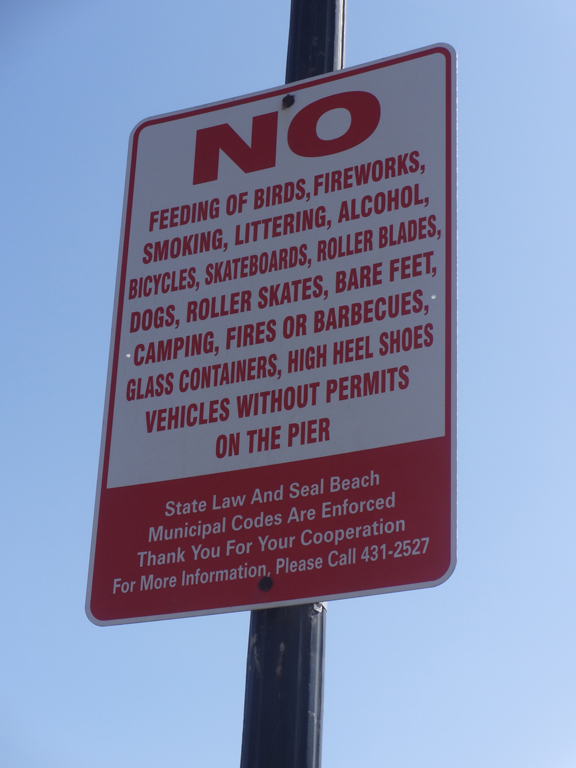 NO
FEEDING OF BIRDS, FIREWORKS,
SMOKING, LITTERING, ALCOHOL,
BICYCLES, SKATEBOARDS, ROLLER BLADES,
DOGS, ROLLER SKATES, BARE FEET,
CAMPING, FIRES OR BARBECUES,
GLASS CONTAINERS, HIGH HEEL SHOES
VEHICLES WITHOUT PERMITS
ON THE PIER
State Law And Seal Beach
Municipal Codes Are Enforced
Thank You For Your Cooperation
For More Information, Please Call 431-2527